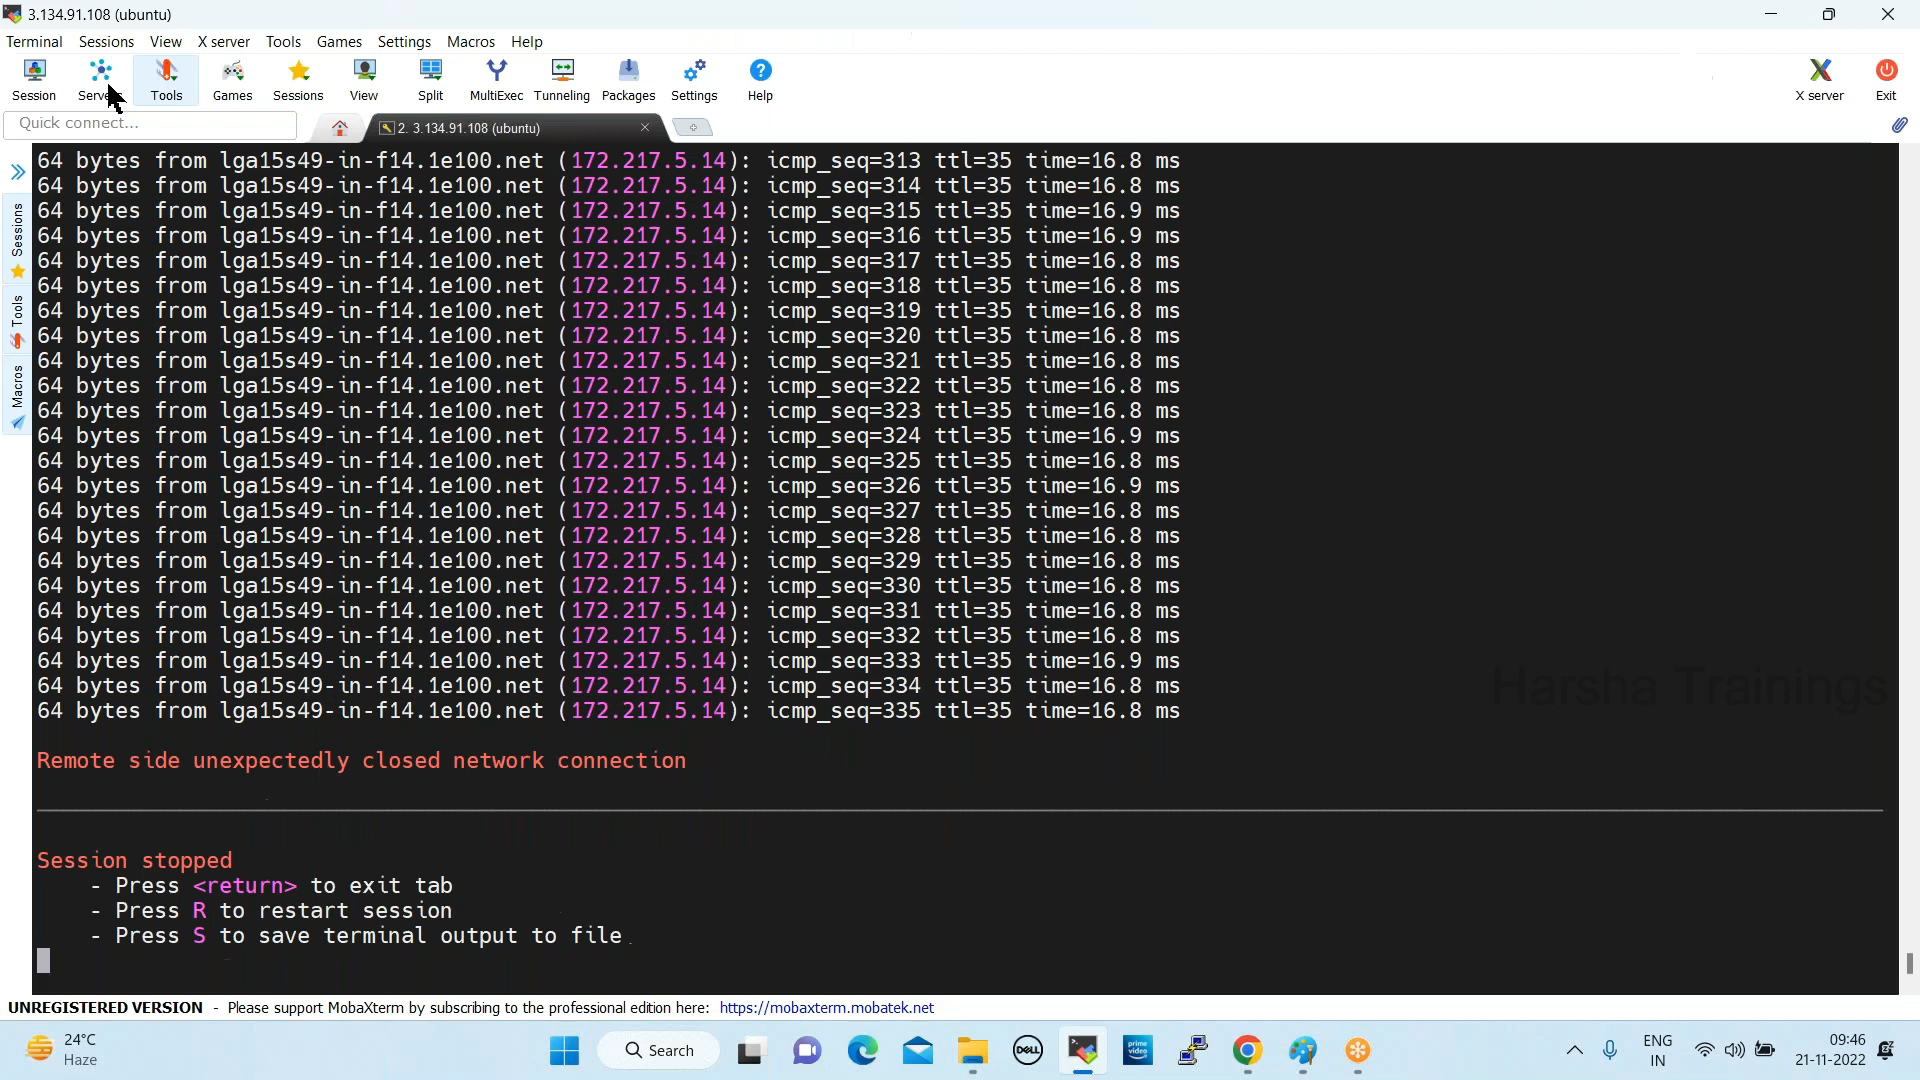 3.134.91.108 (ubuntu)
Terminal Sessions View X server Tools Games Settings Macros Help
Session Servers Tools Games Sessions View Split MultiExec Tunneling Packages Settings Help X server Exit
Quick connect...
2. 3.134.91.108 (ubuntu)
Sessions
Tools
Macros
64 bytes from lga15s49-in-f14.1e100.net (172.217.5.14): icmp_seq=313 ttl=35 time=16.8 ms
64 bytes from lga15s49-in-f14.1e100.net (172.217.5.14): icmp_seq=314 ttl=35 time=16.8 ms
64 bytes from lga15s49-in-f14.1e100.net (172.217.5.14): icmp_seq=315 ttl=35 time=16.9 ms
64 bytes from lga15s49-in-f14.1e100.net (172.217.5.14): icmp_seq=316 ttl=35 time=16.9 ms
64 bytes from lga15s49-in-f14.1e100.net (172.217.5.14): icmp_seq=317 ttl=35 time=16.8 ms
64 bytes from lga15s49-in-f14.1e100.net (172.217.5.14): icmp_seq=318 ttl=35 time=16.8 ms
64 bytes from lga15s49-in-f14.1e100.net (172.217.5.14): icmp_seq=319 ttl=35 time=16.8 ms
64 bytes from lga15s49-in-f14.1e100.net (172.217.5.14): icmp_seq=320 ttl=35 time=16.8 ms
64 bytes from lga15s49-in-f14.1e100.net (172.217.5.14): icmp_seq=321 ttl=35 time=16.8 ms
64 bytes from lga15s49-in-f14.1e100.net (172.217.5.14): icmp_seq=322 ttl=35 time=16.8 ms
64 bytes from lga15s49-in-f14.1e100.net (172.217.5.14): icmp_seq=323 ttl=35 time=16.8 ms
64 bytes from lga15s49-in-f14.1e100.net (172.217.5.14): icmp_seq=324 ttl=35 time=16.9 ms
64 bytes from lga15s49-in-f14.1e100.net (172.217.5.14): icmp_seq=325 ttl=35 time=16.8 ms
64 bytes from lga15s49-in-f14.1e100.net (172.217.5.14): icmp_seq=326 ttl=35 time=16.9 ms
64 bytes from lga15s49-in-f14.1e100.net (172.217.5.14): icmp_seq=327 ttl=35 time=16.8 ms
64 bytes from lga15s49-in-f14.1e100.net (172.217.5.14): icmp_seq=328 ttl=35 time=16.8 ms
64 bytes from lga15s49-in-f14.1e100.net (172.217.5.14): icmp_seq=329 ttl=35 time=16.8 ms
64 bytes from lga15s49-in-f14.1e100.net (172.217.5.14): icmp_seq=330 ttl=35 time=16.8 ms
64 bytes from lga15s49-in-f14.1e100.net (172.217.5.14): icmp_seq=331 ttl=35 time=16.8 ms
64 bytes from lga15s49-in-f14.1e100.net (172.217.5.14): icmp_seq=332 ttl=35 time=16.8 ms
64 bytes from lga15s49-in-f14.1e100.net (172.217.5.14): icmp_seq=333 ttl=35 time=16.9 ms
64 bytes from lga15s49-in-f14.1e100.net (172.217.5.14): icmp_seq=334 ttl=35 time=16.8 ms
64 bytes from lga15s49-in-f14.1e100.net (172.217.5.14): icmp_seq=335 ttl=35 time=16.8 ms
Harsha Trainings
Remote side unexpectedly closed network connection
Session stopped
- Press <return> to exit tab
- Press R to restart session
- Press S to save terminal output to file
UNREGISTERED VERSION - Please support MobaXterm by subscribing to the professional edition here: https://mobaxterm.mobatek.net
24°C
Haze
Search
DELL
prime video
ENG
IN
09:46
21-11-2022